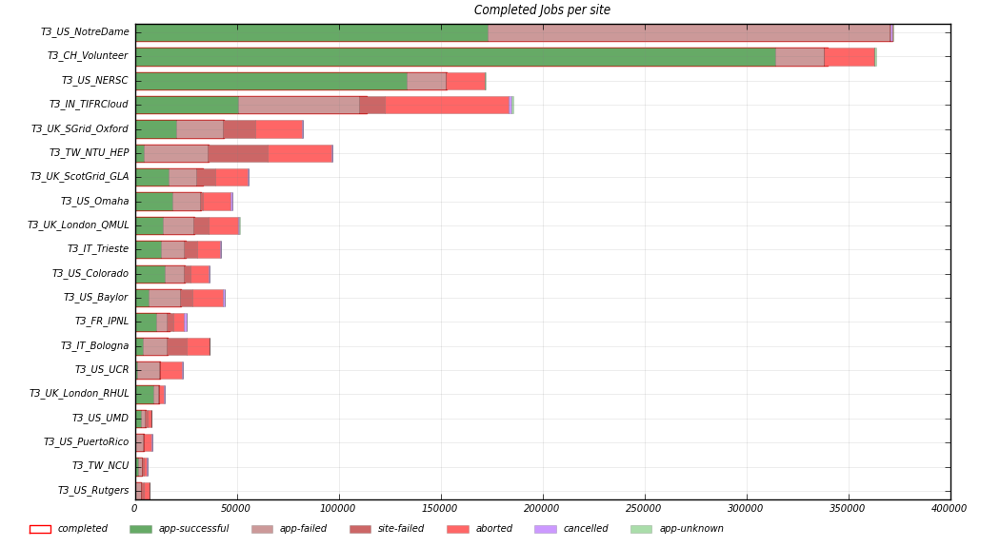 Completed Jobs per site
T3_US_NotreDame
T3_CH_Volunteer
T3_US_NERSC
T3_IN_TIFRCloud
T3_UK_SGrid_Oxford
T3_TW_NTU_HEP
T3_UK_ScotGrid_GLA
T3_US_Omaha
T3_UK_London_QMUL
T3_IT_Trieste
T3_US_Colorado
T3_US_Baylor
T3_FR_IPNL
T3_IT_Bologna
T3_US_UCR
T3_UK_London_RHUL
T3_US_UMD
T3_US_PuertoRico
T3_TW_NCU
T3_US_Rutgers
0 50000 100000 150000 200000 250000 300000 350000 400000
completed app-successful app-failed site-failed aborted cancelled app-unknown